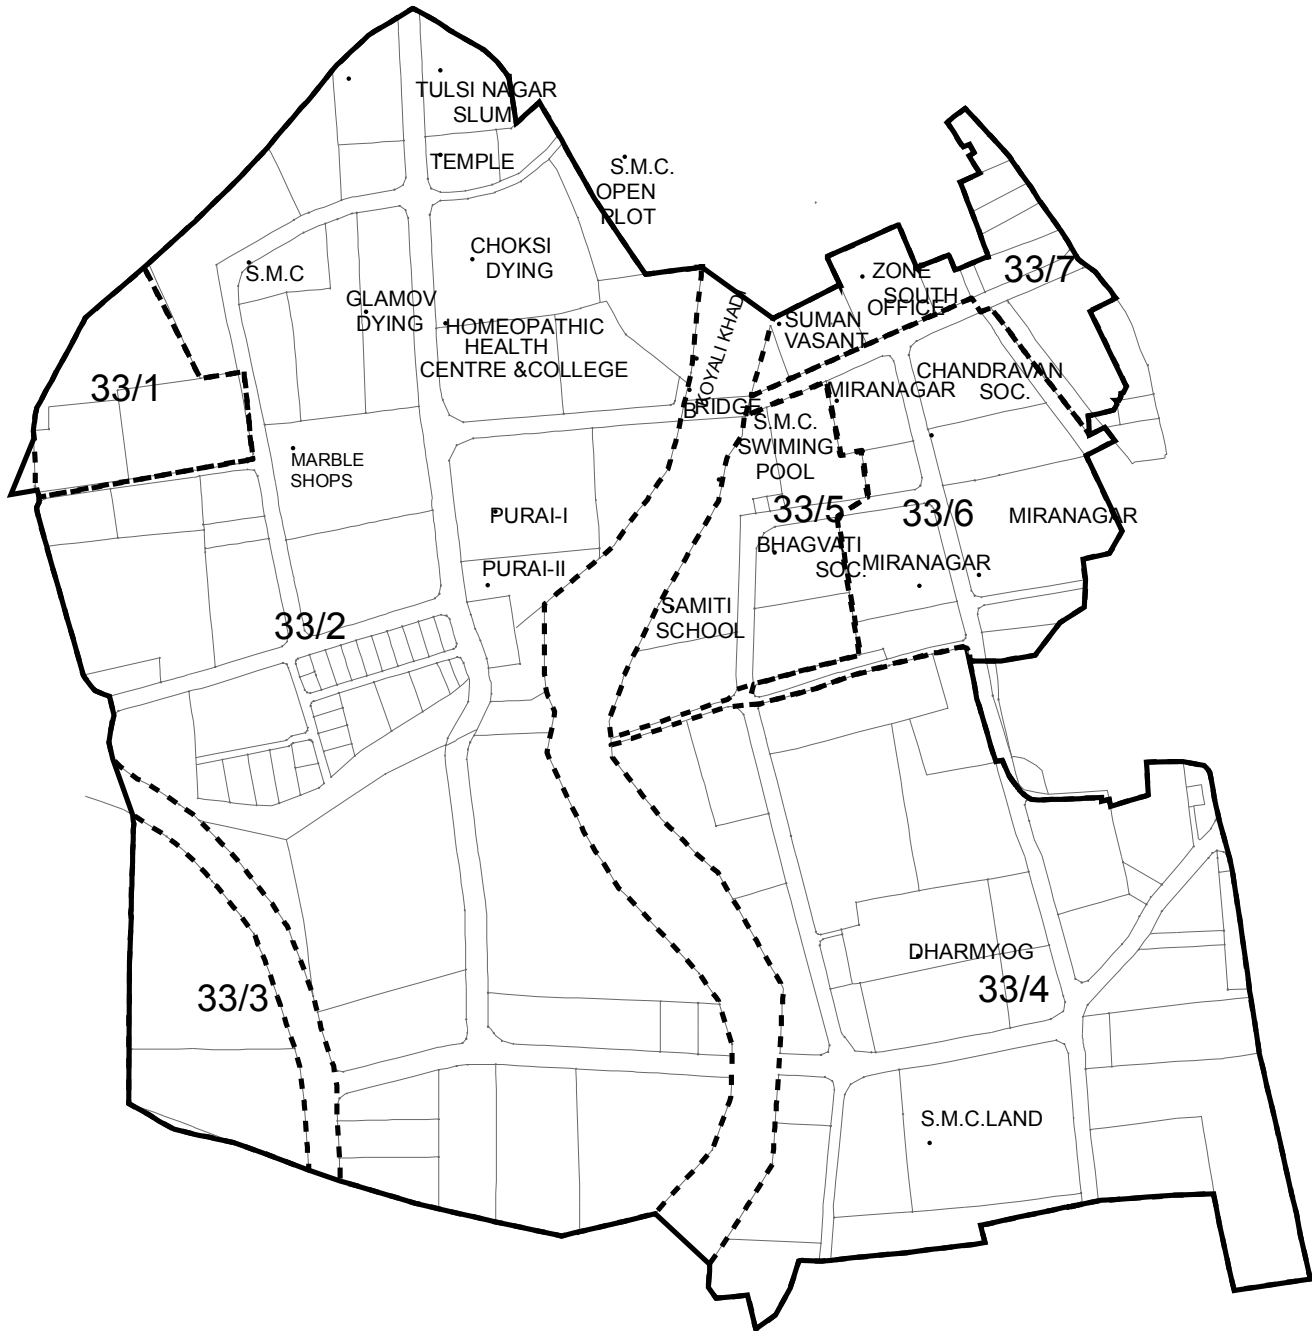 TULSI NAGAR
SLUM
TEMPLE
S.M.C.
OPEN
PLOT
CHOKSI
DYING
S.M.C
GLAMOV
DYING
HOMEOPATHIC
HEALTH
CENTRE &COLLEGE
KOYALI KHADI
BRIDGE
ZONE
SOUTH
OFFICE
SUMAN
VASANT
33/7
CHANDRAVAN
SOC.
MIRANAGAR
33/1
S.M.C.
SWIMING
POOL
MARBLE
SHOPS
PURAI-I
33/5
33/6
MIRANAGAR
BHAGVATI
SOC.
MIRANAGAR
PURAI-II
33/2
SAMITI
SCHOOL
DHARMYOG
33/4
33/3
S.M.C.LAND